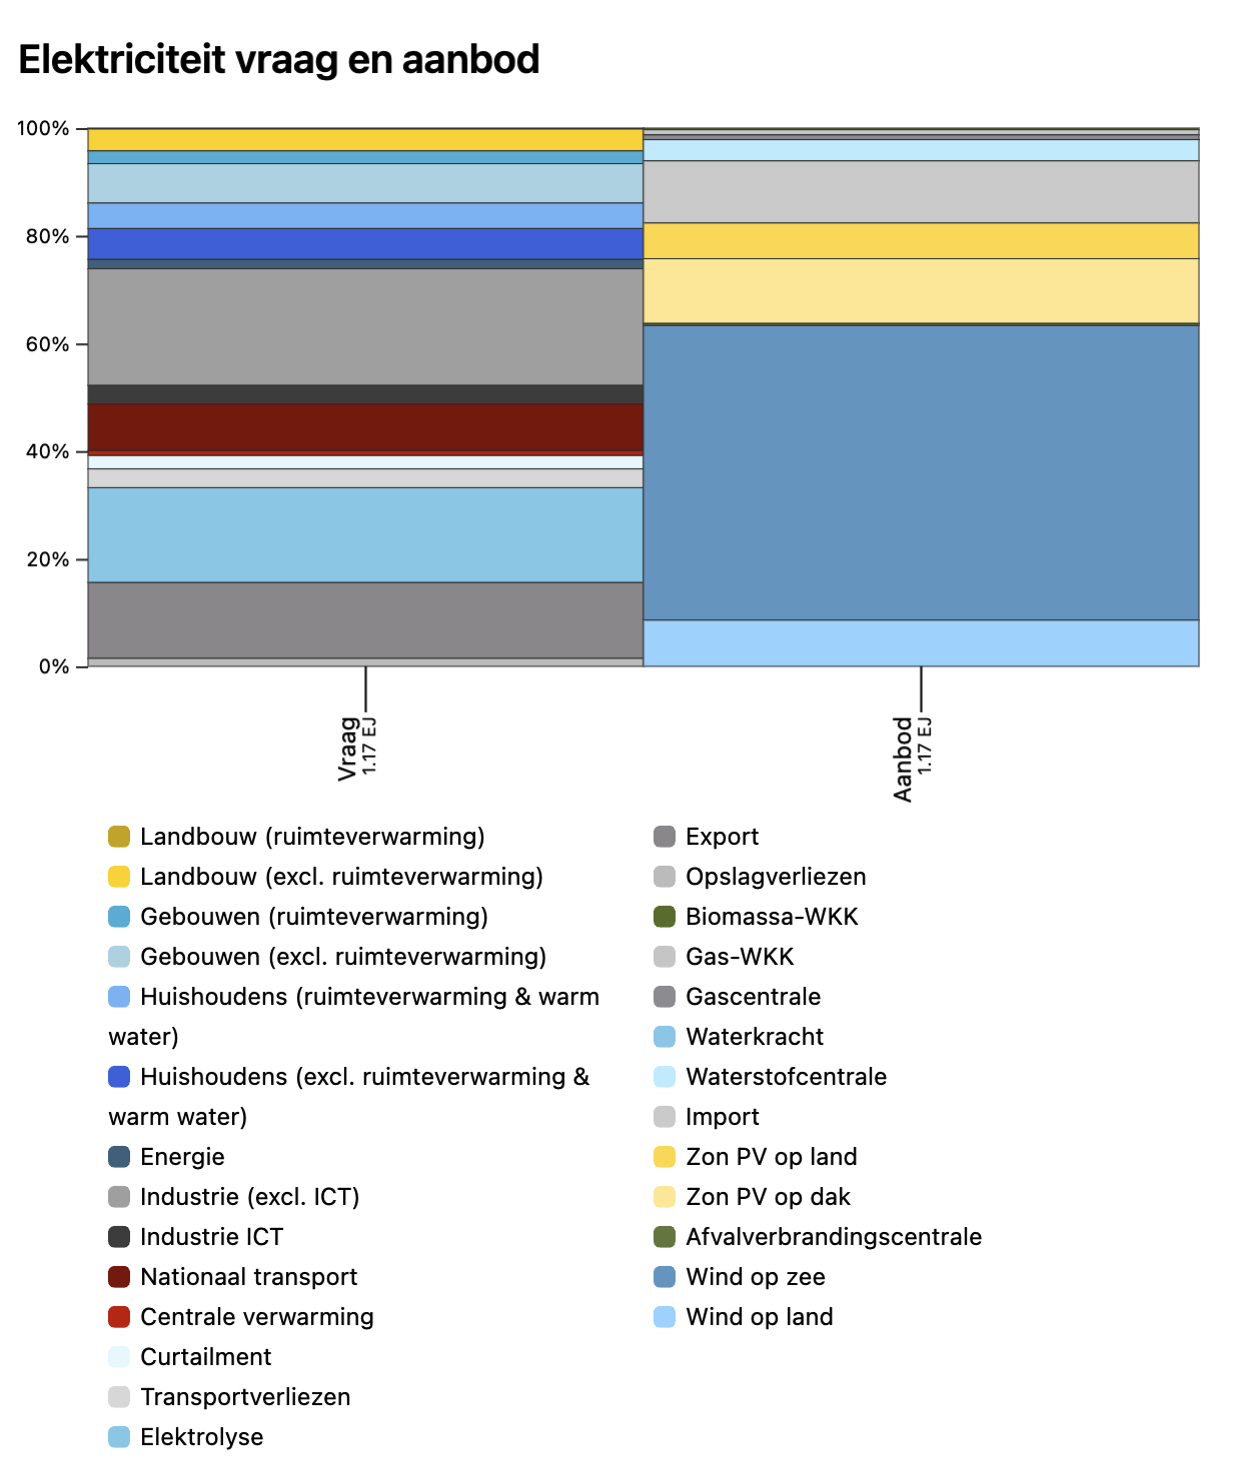 Elektriciteit vraag en aanbod
100%
80%
60%
40%
20%
0%
Vraag
1.17 EJ
Aanbod
1.17 EJ
Landbouw (ruimteverwarming)
Landbouw (excl. ruimteverwarming)
Gebouwen (ruimteverwarming)
Gebouwen (excl. ruimteverwarming)
Huishoudens (ruimteverwarming & warm
water)
Huishoudens (excl. ruimteverwarming &
warm water)
Energie
Industrie (excl. ICT)
Industrie ICT
Nationaal transport
Centrale verwarming
Curtailment
Transportverliezen
Elektrolyse
Export
Opslagverliezen
Biomassa-WKK
Gas-WKK
Gascentrale
Waterkracht
Waterstofcentrale
Import
Zon PV op land
Zon PV op dak
Afvalverbrandingscentrale
Wind op zee
Wind op land